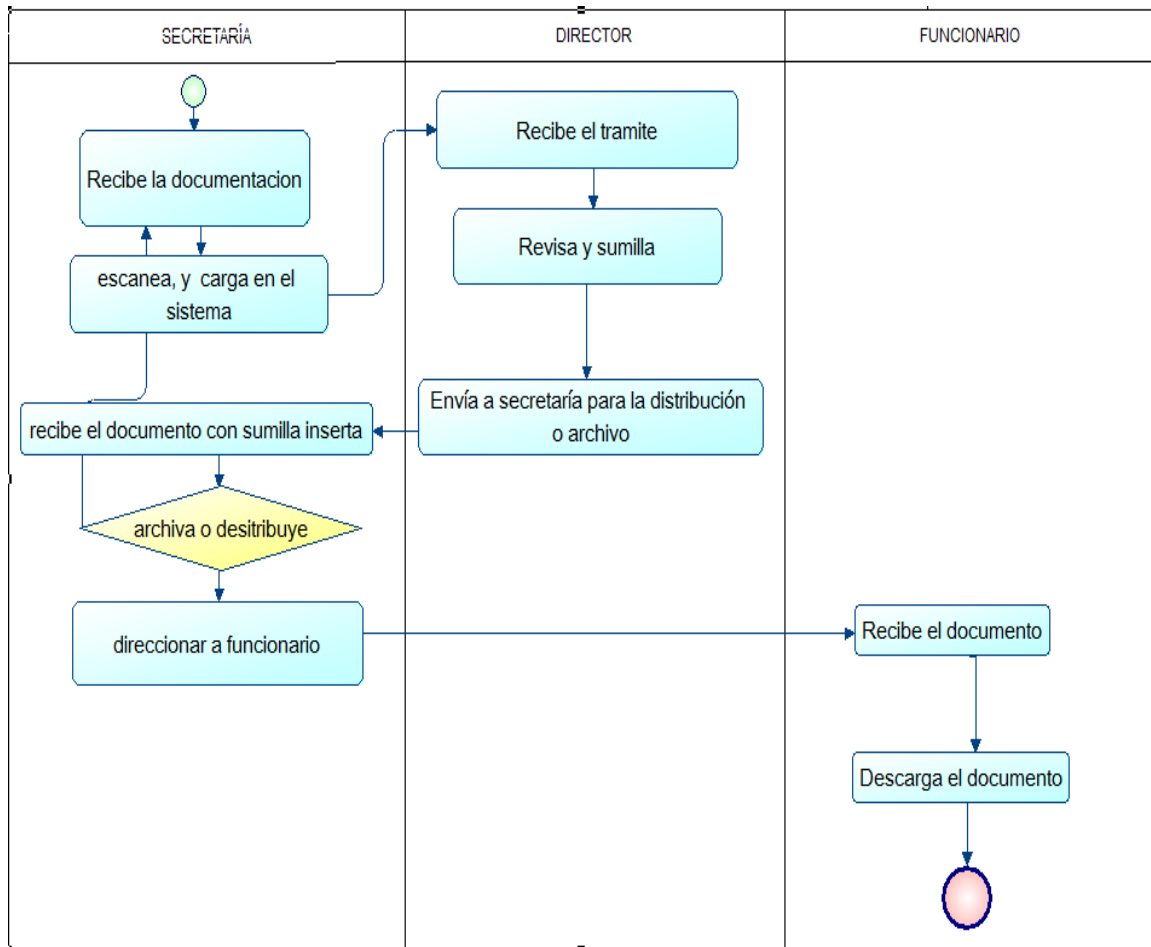 SECRETARÍA
DIRECTOR
FUNCIONARIO
Recibe la documentacion
escanea, y carga en el
sistema
Recibe el tramite
Revisa y sumilla
Envía a secretaría para la distribución
o archivo
recibe el documento con sumilla inserta
archiva o desitribuye
direccionar a funcionario
Recibe el documento
Descarga el documento